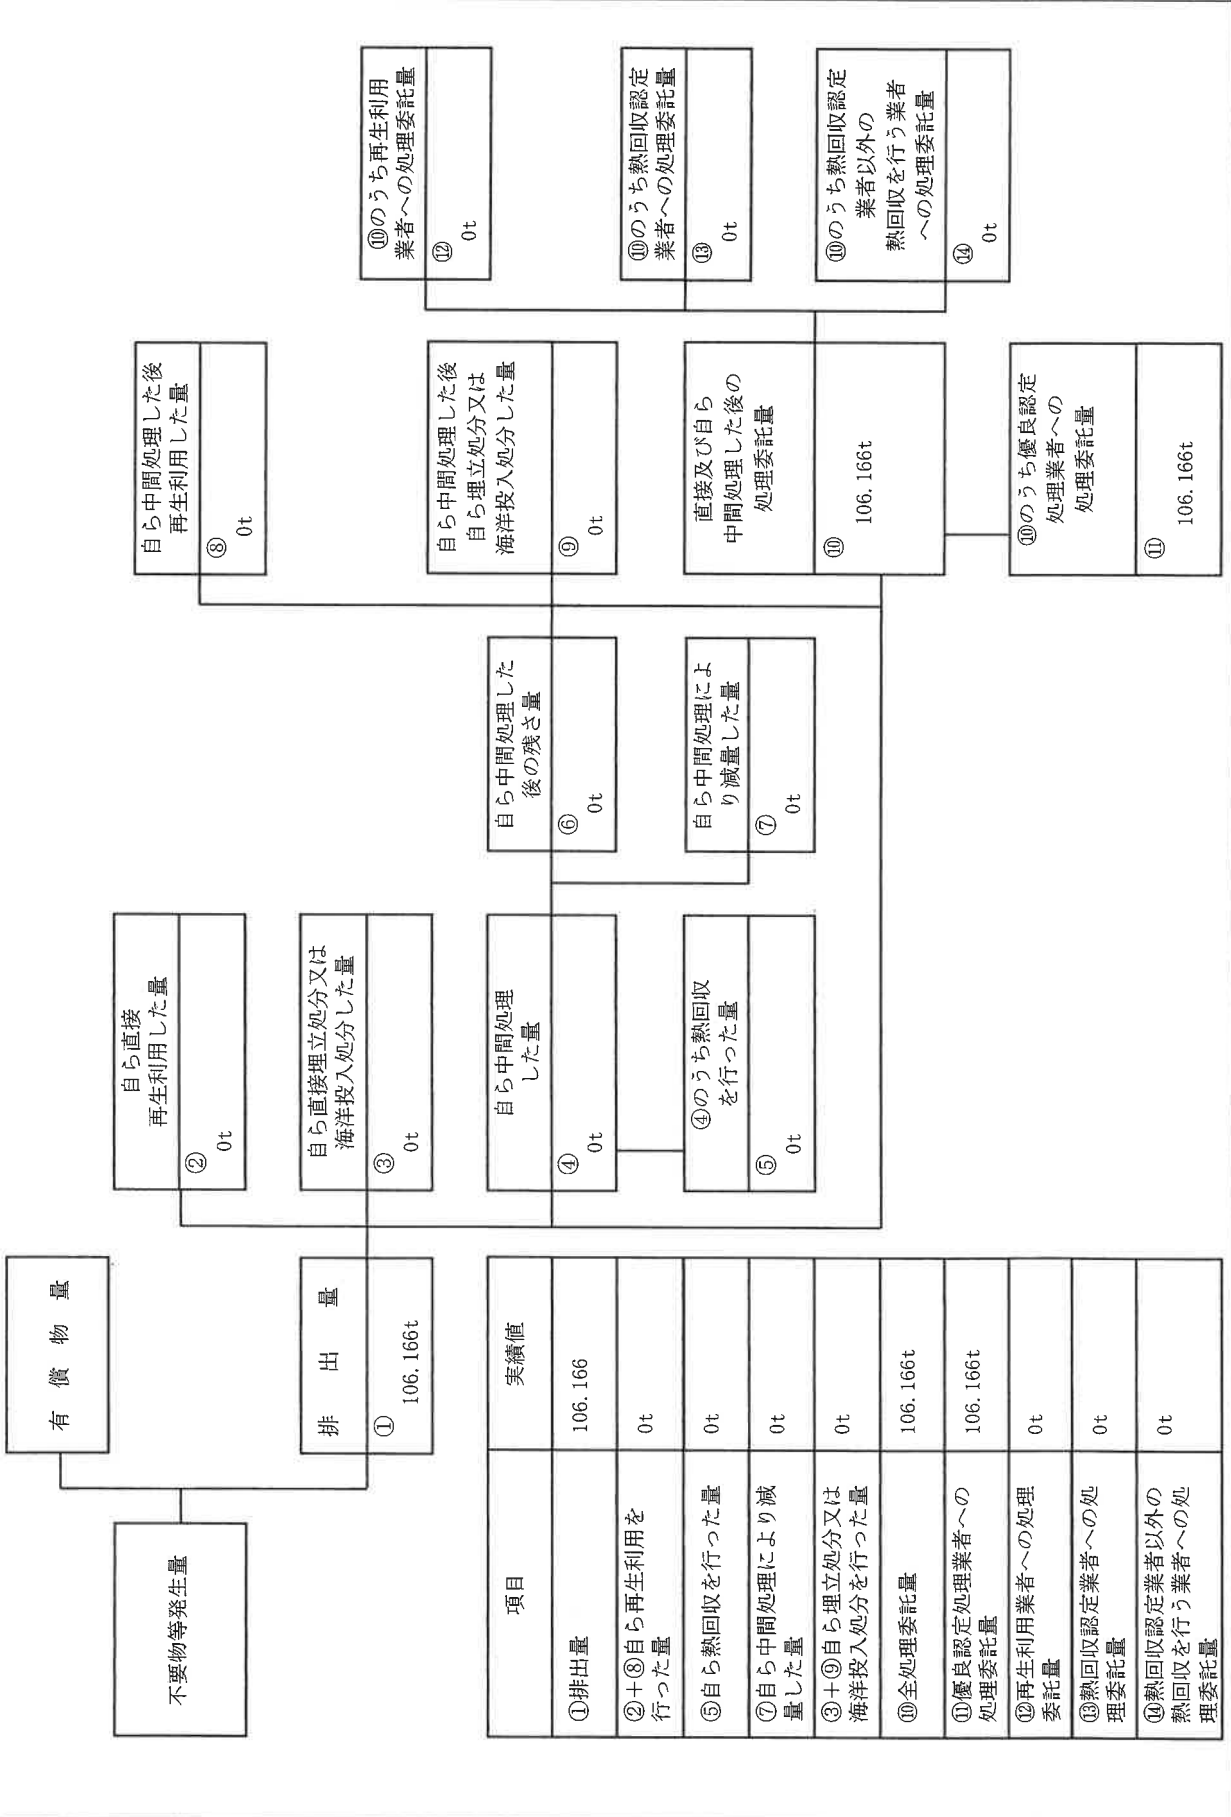 不要物等発生量
有償物量
排出量
①
106.166t
自ら直接
再生利用した量
②
0t
自ら直接埋立処分又は
海洋投入処分した量
③
0t
自ら中間処理
した量
④
0t
④のうち熱回収
を行った量
⑤
0t
自ら中間処理した
後の残さ量
⑥
0t
自ら中間処理によ
り減量した量
⑦
0t
自ら中間処理した後
再生利用した量
⑧
0t
自ら中間処理した後
自ら埋立処分又は
海洋投入処分した量
⑨
0t
直接及び自ら
中間処理した後の
処理委託量
⑩
106.166t
⑩のうち優良認定
処理業者への
処理委託量
⑪
106.166t
⑩のうち再生利用
業者への処理委託量
⑫
0t
⑩のうち熱回収認定
業者への処理委託量
⑬
0t
⑩のうち熱回収認定
業者以外の
熱回収を行う業者
への処理委託量
⑭
0t
項目 実績値
①排出量 106.166
②＋⑧自ら再生利用を
行った量 0t
⑤自ら熱回収を行った量 0t
⑦自ら中間処理により減
量した量 0t
③＋⑨自ら埋立処分又は
海洋投入処分を行った量 0t
⑩全処理委託量 106.166t
⑪優良認定処理業者への
処理委託量 106.166t
⑫再生利用業者への処理
委託量 0t
⑬熱回収認定業者への処
理委託量 0t
⑭熱回収認定業者以外の
熱回収を行う業者への処
理委託量 0t